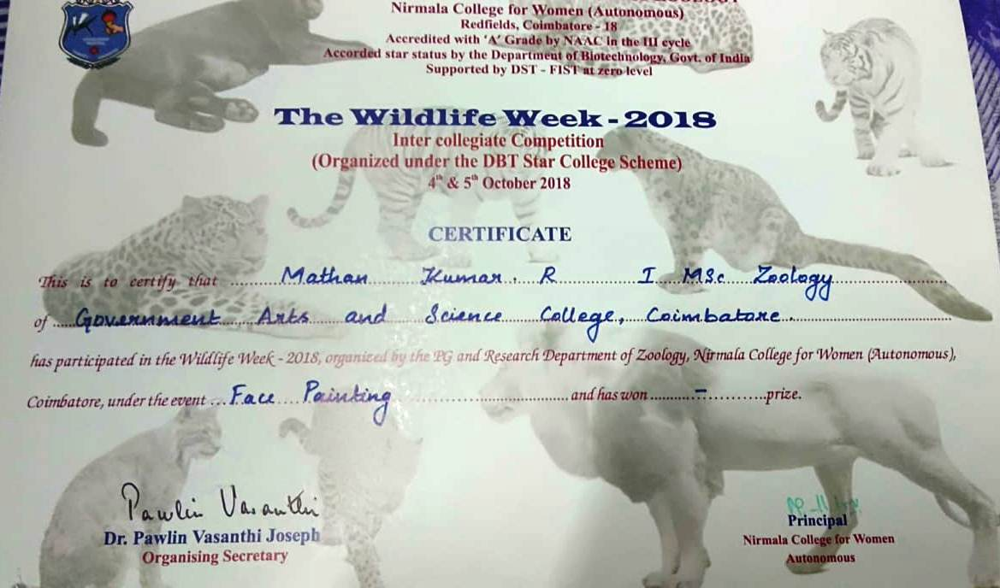 Nirmala College for Women (Autonomous)
Redfields, Coimbatore - 18
Accredited with 'A' Grade by NAAC in the III cycle
Accorded star status by the Department of Biotechnology, Govt. of India
Supported by DST - FIST at zero level
The Wildlife Week - 2018
Inter collegiate Competition
(Organized under the DBT Star College Scheme)
4th & 5th October 2018
CERTIFICATE
This is to certify that ..........Mathan Kumar. R I MSc Zoology..........
of .....Government Arts and Science College, Coimbatore...........
has participated in the Wildlife Week - 2018, organized by the PG and Research Department of Zoology, Nirmala College for Women (Autonomous),
Coimbatore, under the event ...Face Painting.......... and has won ..........-.......... prize.
Pawlin Vasanthi
Dr. Pawlin Vasanthi Joseph
Organising Secretary
Principal
Nirmala College for Women
Autonomous